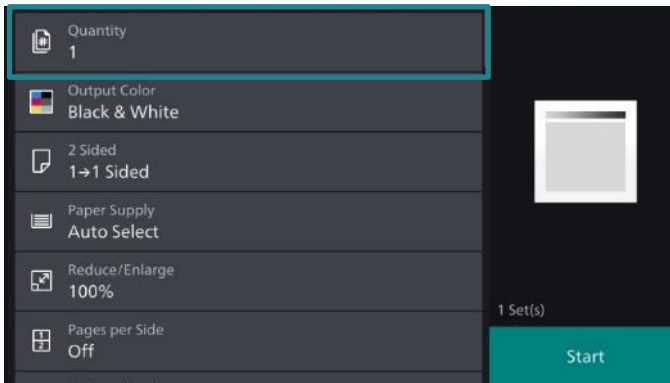 Quantity
1
Output Color
Black & White
2 Sided
1→1 Sided
Paper Supply
Auto Select
Reduce/Enlarge
100%
Pages per Side
Off
1 Set(s)
Start